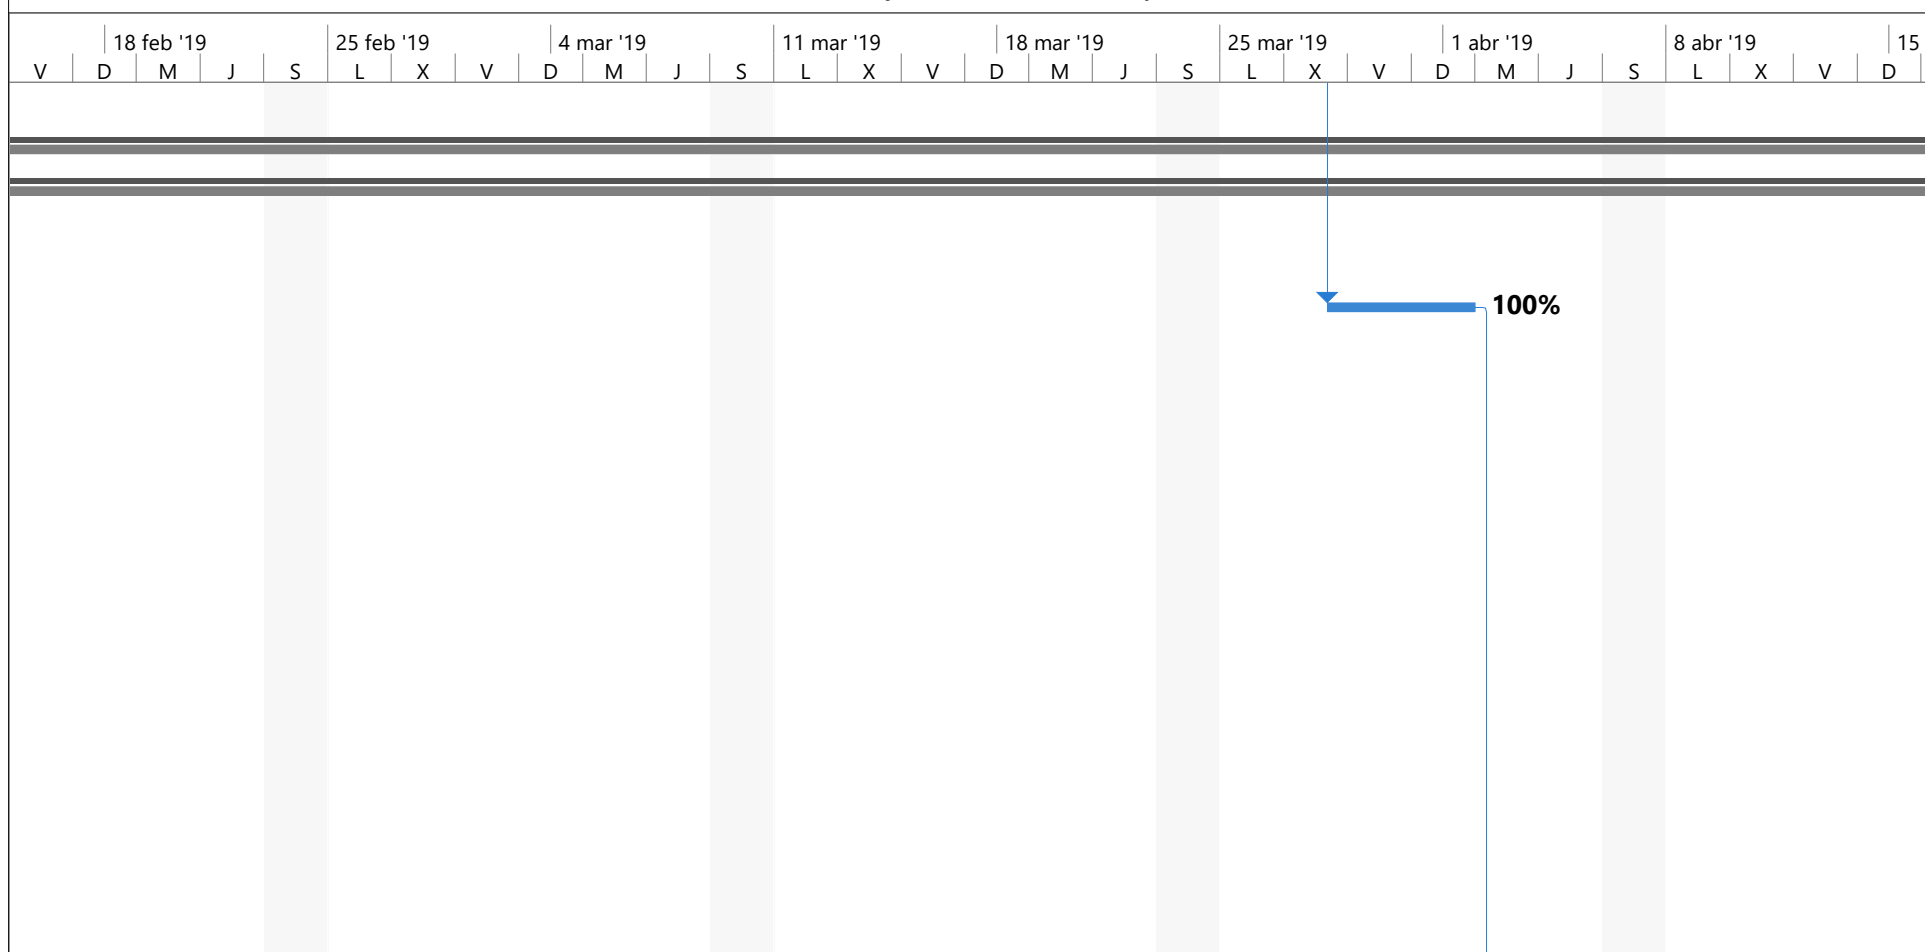 18 feb '19 25 feb '19 4 mar '19 11 mar '19 18 mar '19 25 mar '19 1 abr '19 8 abr '19 15
V D M J S L X V D M J S L X V D M J S L X V D M J S L X V D
100%